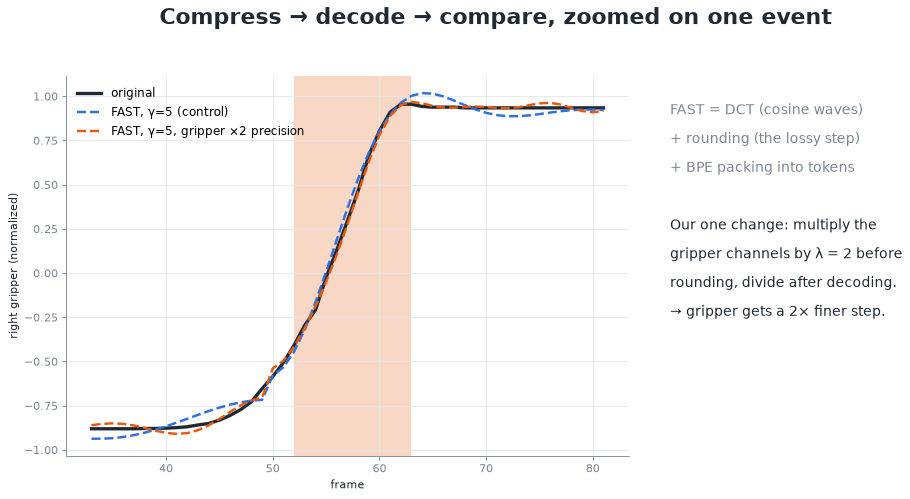 Compress → decode → compare, zoomed on one event
original
FAST, γ=5 (control)
FAST, γ=5, gripper ×2 precision
right gripper (normalized)
1.00
0.75
0.50
0.25
0.00
−0.25
−0.50
−0.75
−1.00
40
50
60
70
80
frame
FAST = DCT (cosine waves)
+ rounding (the lossy step)
+ BPE packing into tokens
Our one change: multiply the
gripper channels by λ = 2 before
rounding, divide after decoding.
→ gripper gets a 2× finer step.